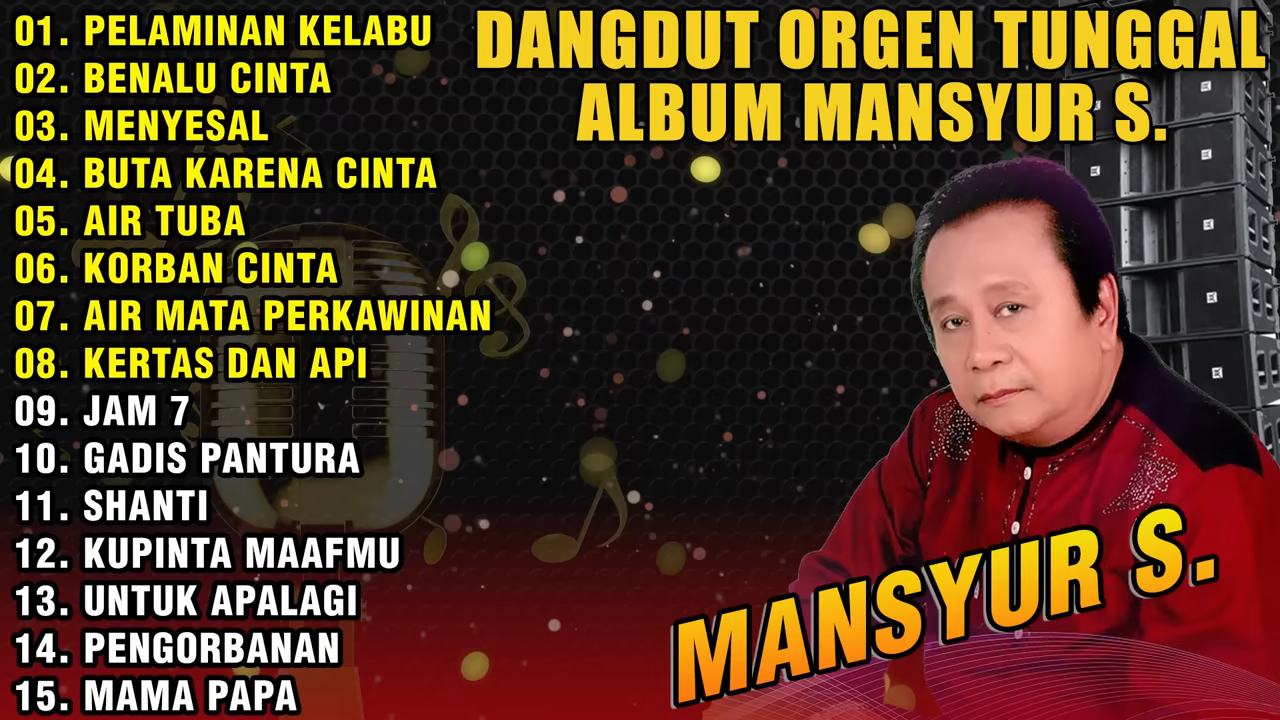 01. PELAMINAN KELABU
02. BENALU CINTA
03. MENYESAL
04. BUTA KARENA CINTA
05. AIR TUBA
06. KORBAN CINTA
07. AIR MATA PERKAWINAN
08. KERTAS DAN API
09. JAM 7
10. GADIS PANTURA
11. SHANTI
12. KUPINTA MAAFMU
13. UNTUK APALAGI
14. PENGORBANAN
15. MAMA PAPA
DANGDUT ORGEN TUNGGAL
ALBUM MANSYUR S.
MANSYUR S.